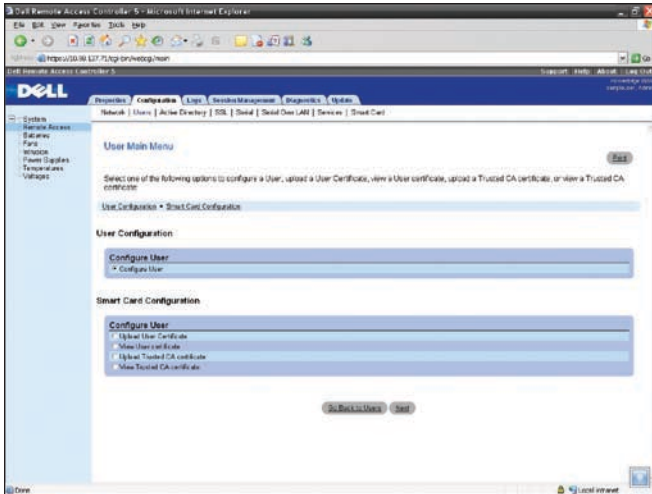 Dell Remote Access Controller 5 - Microsoft Internet Explorer
File Edit View Favorites Tools Help
Dell Remote Access Controller 5
Support Help About Log Out
DELL
Properties Configuration Logs Session Management Diagnostics Update
Network | Users | Active Directory | SSL | Serial | Serial Over LAN | Services | Smart Card
System
Remote Access
Batteries
Fans
Intrusion
Power Supplies
Temperatures
Voltages
User Main Menu
Print
Select one of the following options to configure a User, upload a User Certificate, view a User certificate, upload a Trusted CA certificate, or view a Trusted CA
certificate
User Configuration • Smart Card Configuration
User Configuration
Configure User
Configure User
Smart Card Configuration
Configure User
Upload User Certificate
View User certificate
Upload Trusted CA certificate
View Trusted CA certificate
Go Back to Users Next
Done
Local intranet